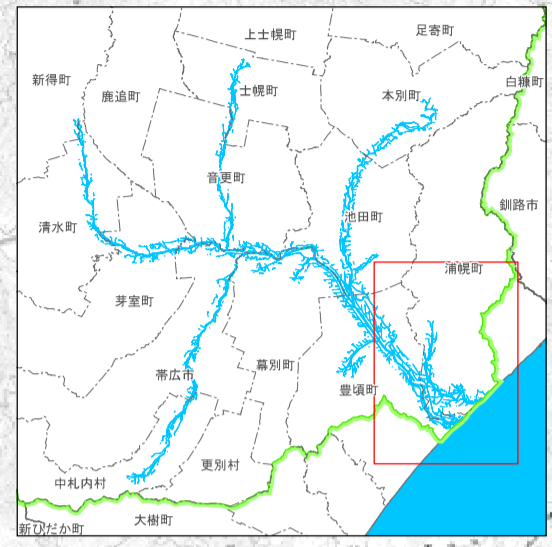 足寄町
上士幌町
新得町
鹿追町
士幌町
本別町
白糠町
音更町
池田町
釧路市
清水町
浦幌町
芽室町
幕別町
帯広市
豊頃町
更別村
中札内村
大樹町
新ひだか町